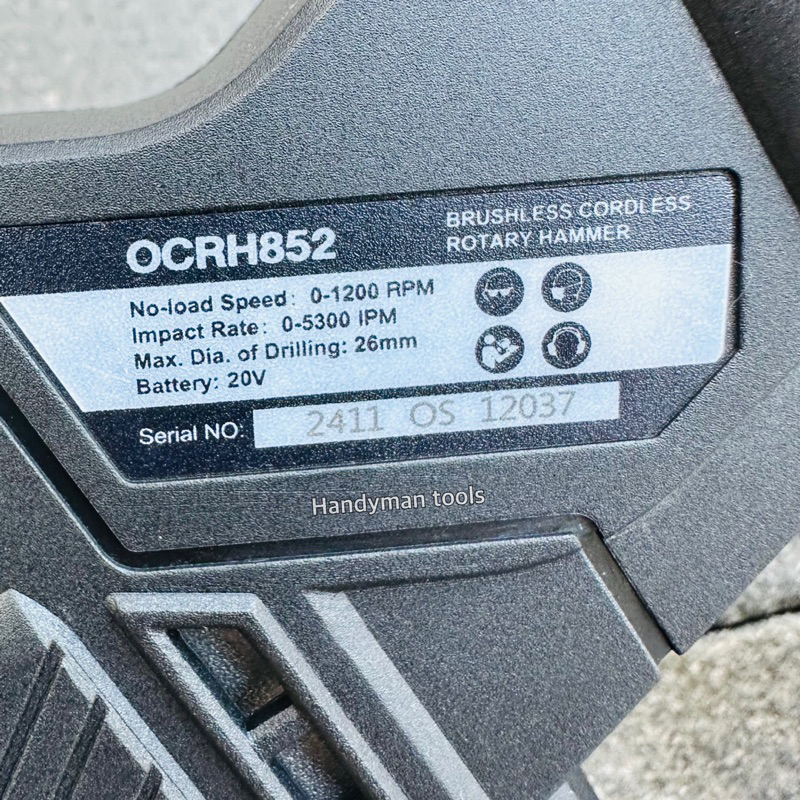 OCRH852
BRUSHLESS CORDLESS
ROTARY HAMMER
No-load Speed: 0-1200 RPM
Impact Rate: 0-5300 IPM
Max. Dia. of Drilling: 26mm
Battery: 20V
Serial NO: 2411 OS 12037
Handyman tools